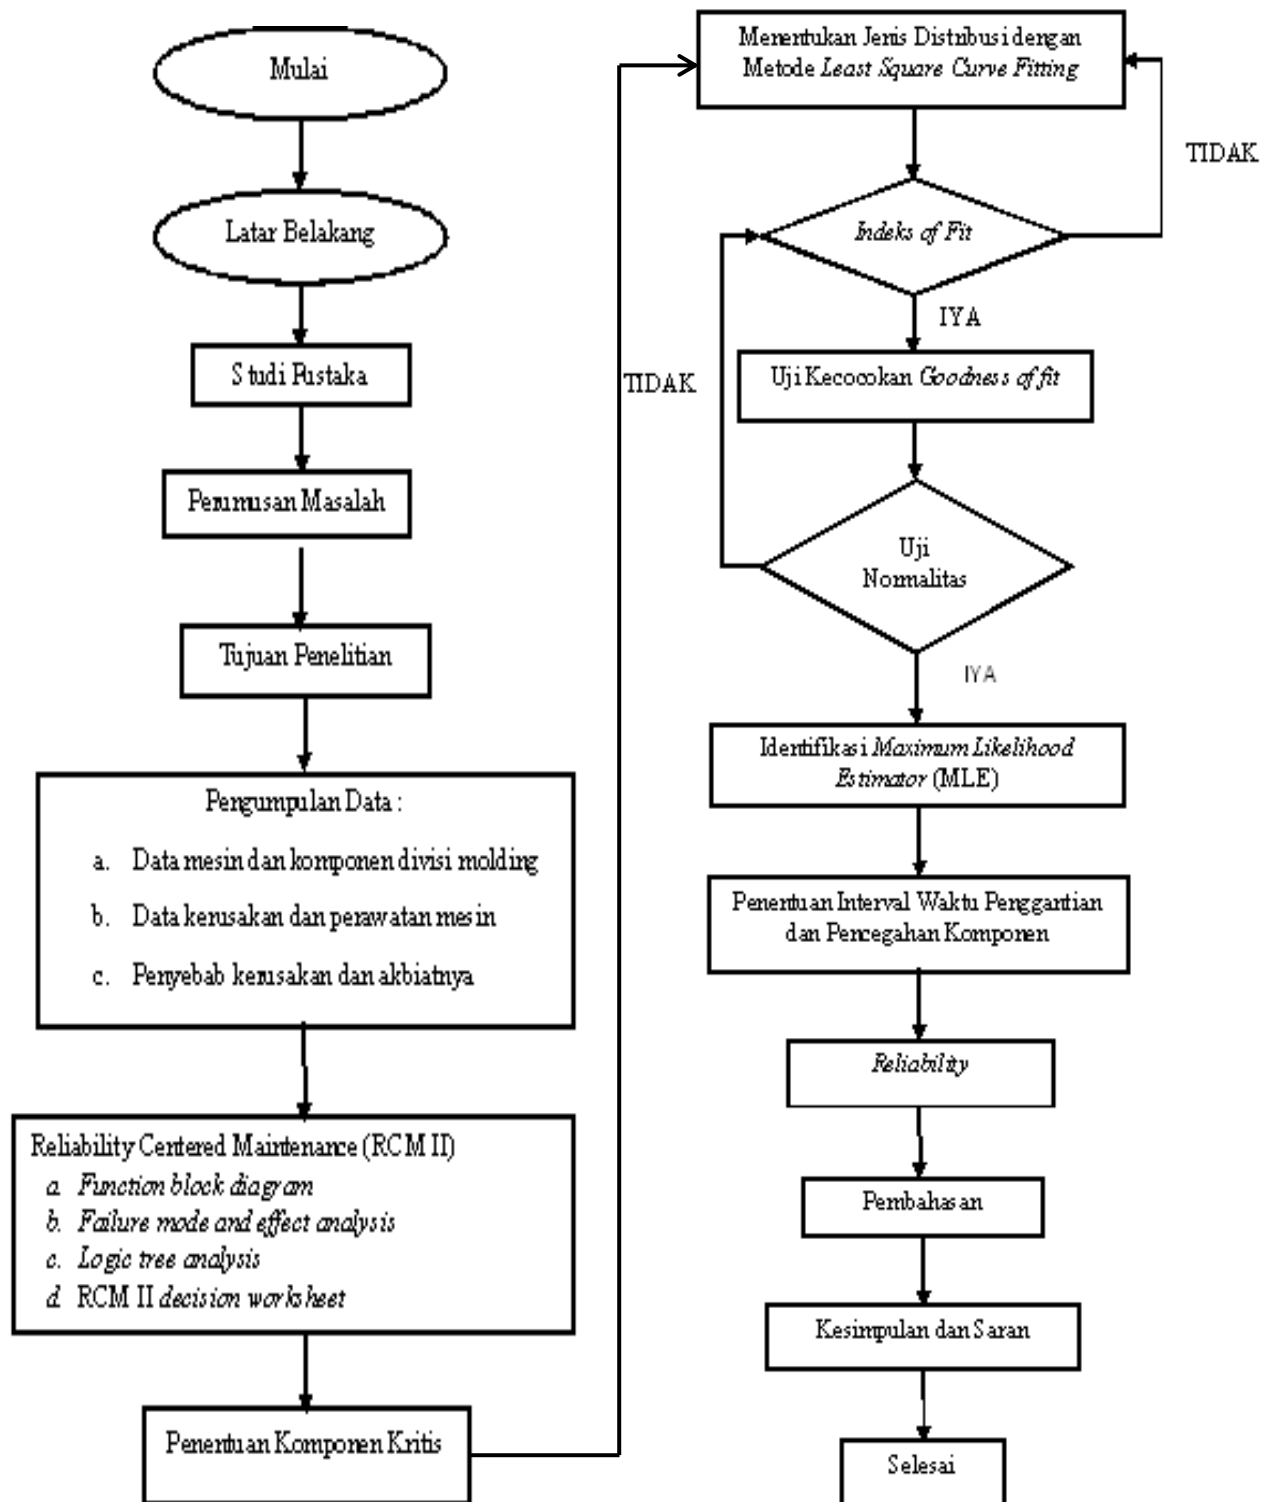 Mulai
Latar Belakang
Studi Pustaka
Perumusan Masalah
Tujuan Penelitian
Pengumpulan Data :
a. Data mesin dan komponen divisi molding
b. Data kerusakan dan perawatan mesin
c. Penyebab kerusakan dan akbiatnya
Reliability Centered Maintenance (RCM II)
a. Function block diagram
b. Failure mode and effect analysis
c. Logic tree analysis
d. RCM II decision worksheet
Penentuan Komponen Kritis
Menentukan Jenis Distribusi dengan
Metode Least Square Curve Fitting
TIDAK
Indeks of Fit
IYA
TIDAK
Uji Kecocokan Goodness of fit
Uji
Normalitas
IYA
Identifikasi Maximum Likelihood
Estimator (MLE)
Penentuan Interval Waktu Penggantian
dan Pencegahan Komponen
Reliability
Pembahasan
Kesimpulan dan Saran
Selesai